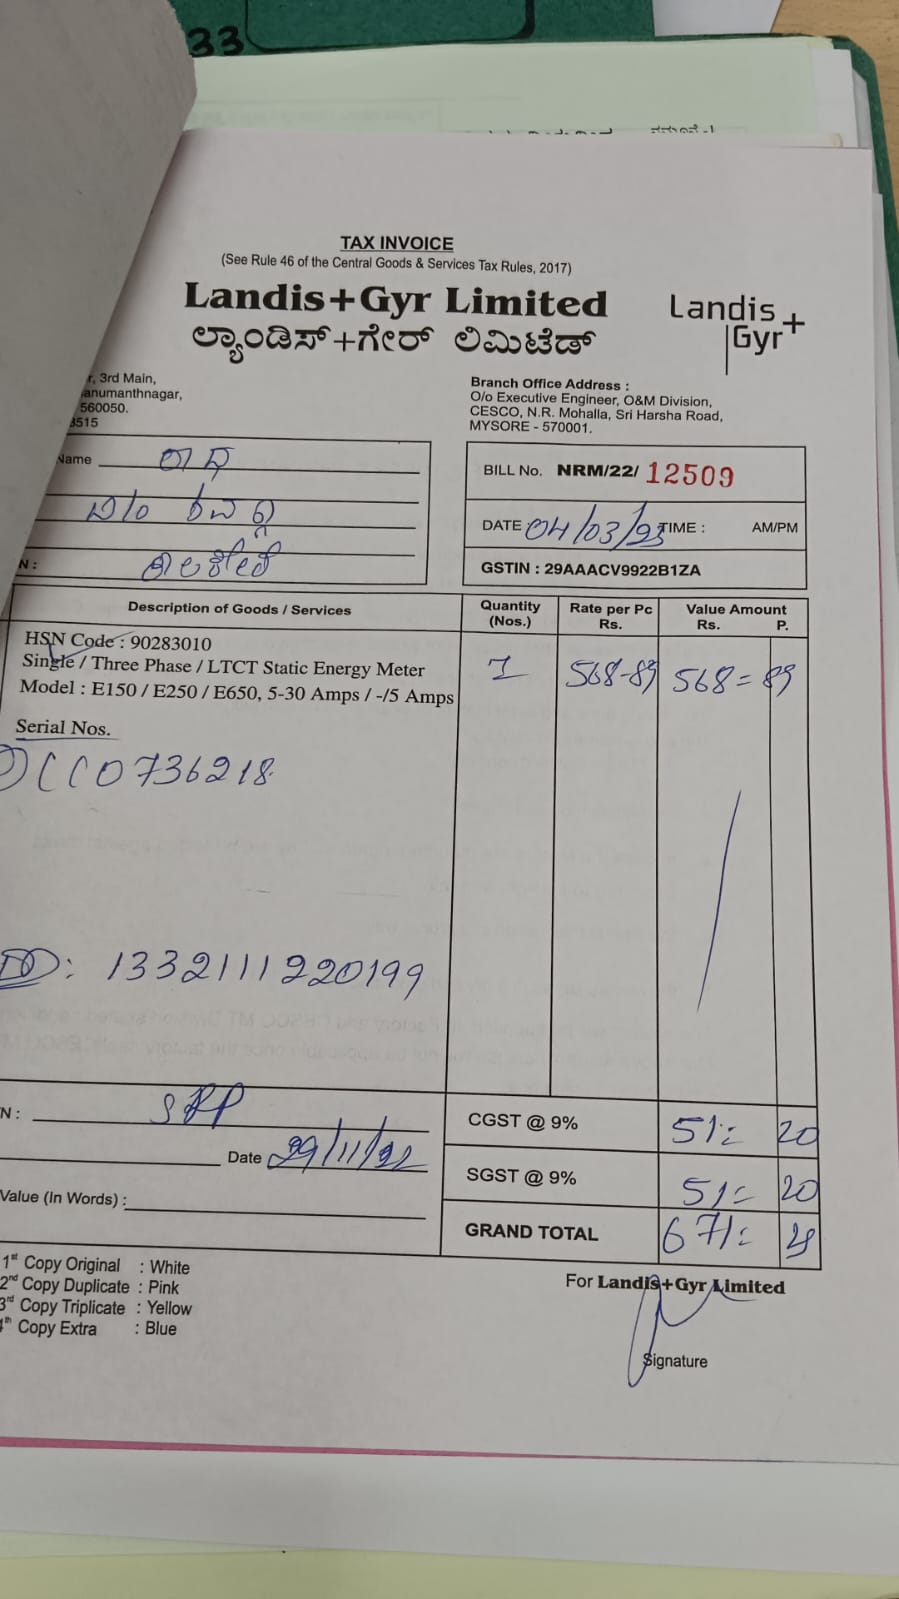 33
TAX INVOICE
(See Rule 46 of the Central Goods & Services Tax Rules, 2017)
Landis+Gyr Limited
ಲ್ಯಾಂಡಿಸ್+ಗೇರ್ ಲಿಮಿಟೆಡ್
Landis+
Gyr
, 3rd Main,
anumanthnagar,
560050.
3515
Branch Office Address :
O/o Executive Engineer, O&M Division,
CESCO, N.R. Mohalla, Sri Harsha Road,
MYSORE - 570001.
Name
BILL No. NRM/22/ 12509
DATE 04/03/23 TIME : AM/PM
N :
GSTIN : 29AAACV9922B1ZA
Description of Goods / Services Quantity (Nos.) Rate per Pc Rs. Value Amount Rs. P.
HSN Code : 90283010
Single / Three Phase / LTCT Static Energy Meter 1 568-89 568=89
Model : E150 / E250 / E650, 5-30 Amps / -/5 Amps
Serial Nos.
CC0736218
DD: 1332111220199
N : SRP
CGST @ 9% 51= 20
Date 29/11/22
SGST @ 9% 51= 20
Value (In Words) :
GRAND TOTAL 671=
1st Copy Original : White
2nd Copy Duplicate : Pink
3rd Copy Triplicate : Yellow
4th Copy Extra : Blue
For Landis+Gyr Limited
Signature